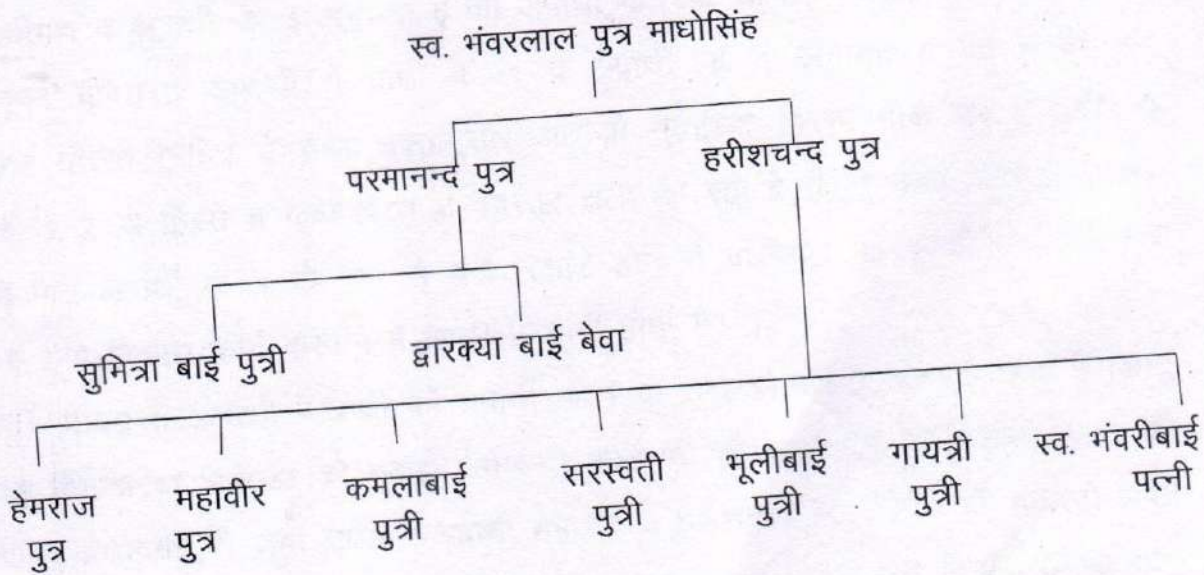 स्व. भंवरलाल पुत्र माधोसिंह
परमानन्द पुत्र
हरीशचन्द पुत्र
सुमित्रा बाई पुत्री
द्वारक्या बाई बेवा
हेमराज
पुत्र
महावीर
पुत्र
कमलाबाई
पुत्री
सरस्वती
पुत्री
भूलीबाई
पुत्री
गायत्री
पुत्री
स्व. भंवरीबाई
पत्नी